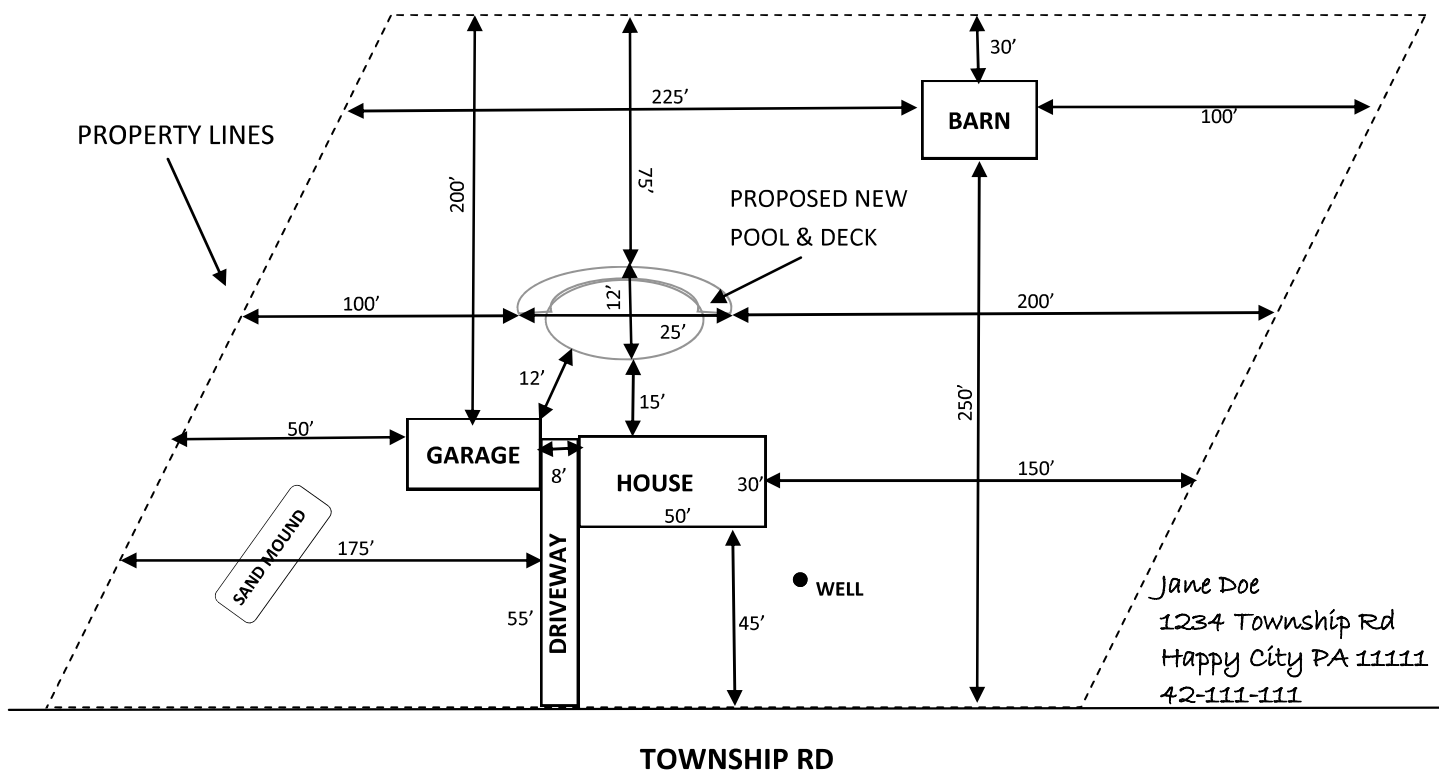 30’
225’
BARN
100’
PROPERTY LINES
200’
75’
PROPOSED NEW
POOL & DECK
100’
12’
25’
200’
12’
15’
250’
50’
GARAGE
8’
HOUSE
30’
50’
150’
SAND MOUND
175’
DRIVEWAY
55’
45’
WELL
Jane Doe
1234 Township Rd
Happy City PA 11111
42-111-111
TOWNSHIP RD